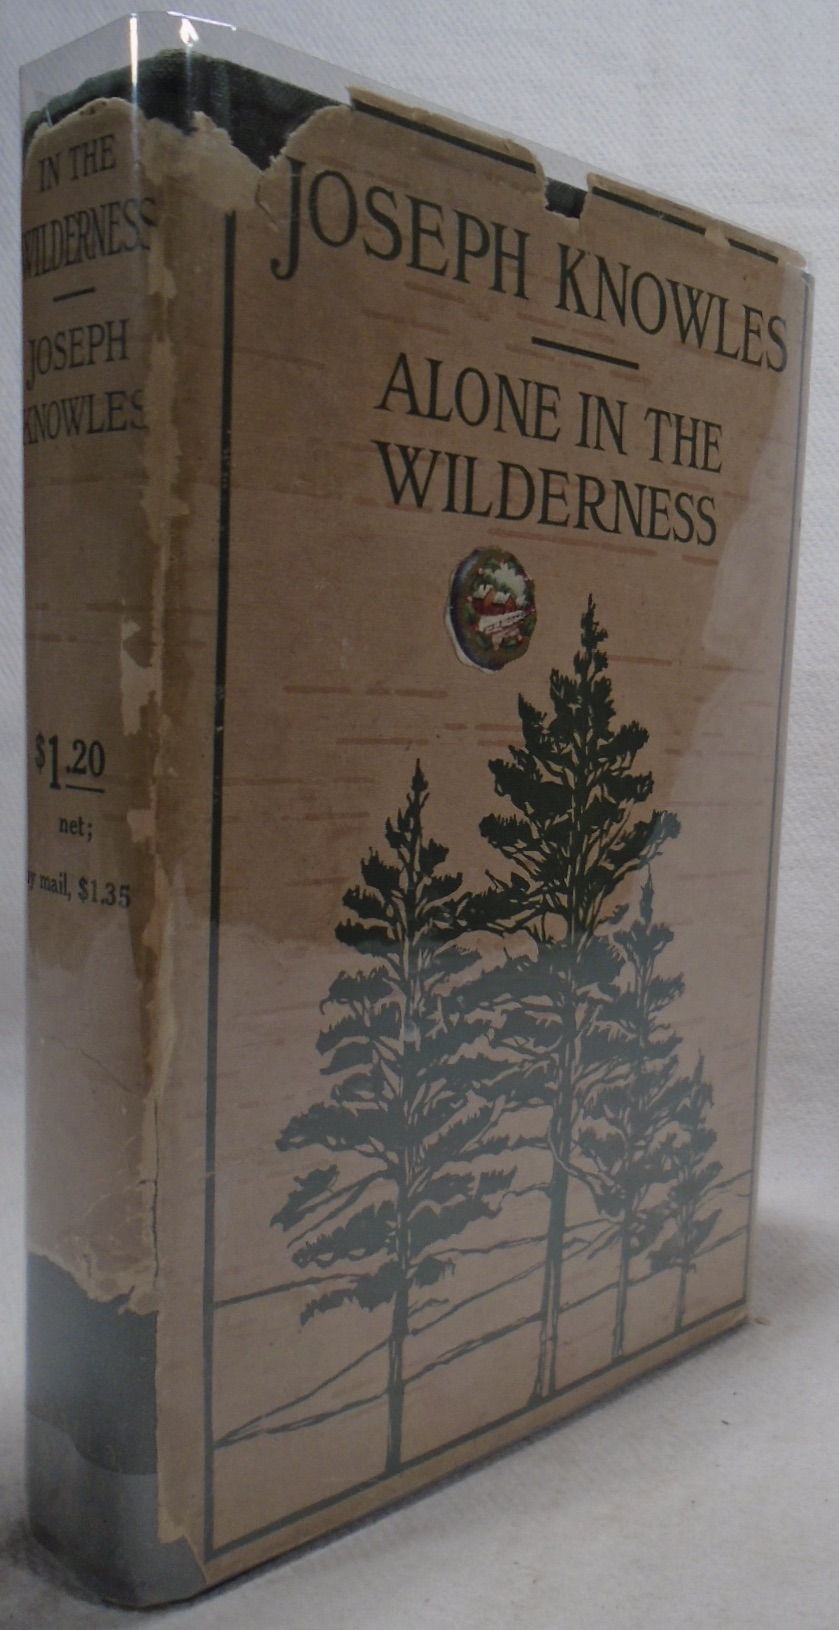 IN THE
WILDERNESS
JOSEPH
KNOWLES
$1.20
net;
by mail, $1.35
JOSEPH KNOWLES
ALONE IN THE
WILDERNESS